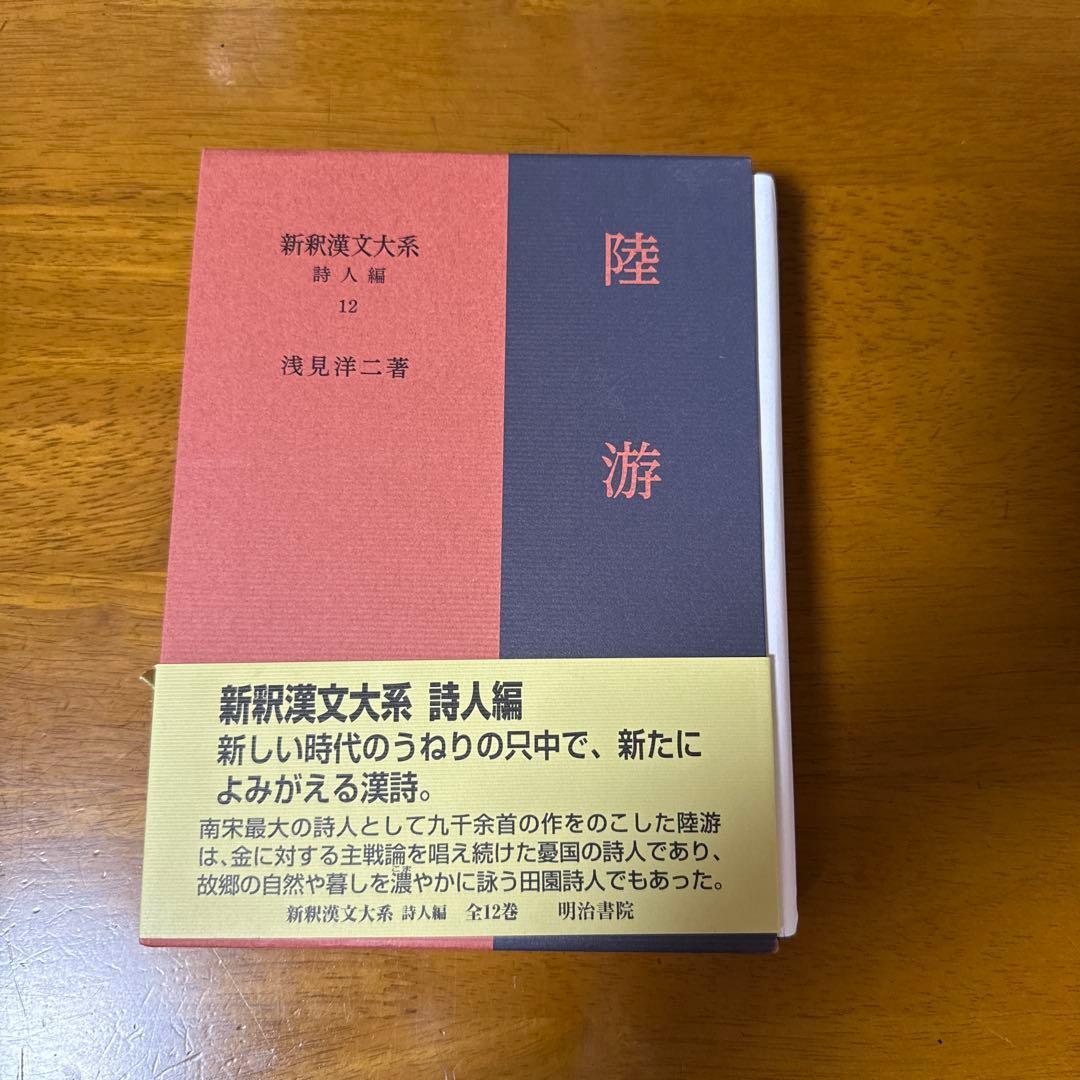 新釈漢文大系
詩人編
12
浅見洋二著
陸游
新釈漢文大系 詩人編
新しい時代のうねりの只中で、新たに
よみがえる漢詩。
南宋最大の詩人として九千余首の作をのこした陸游
は、金に対する主戦論を唱え続けた憂国の詩人であり、
こま
故郷の自然や暮しを濃やかに詠う田園詩人でもあった。
新釈漢文大系 詩人編 全12巻 明治書院